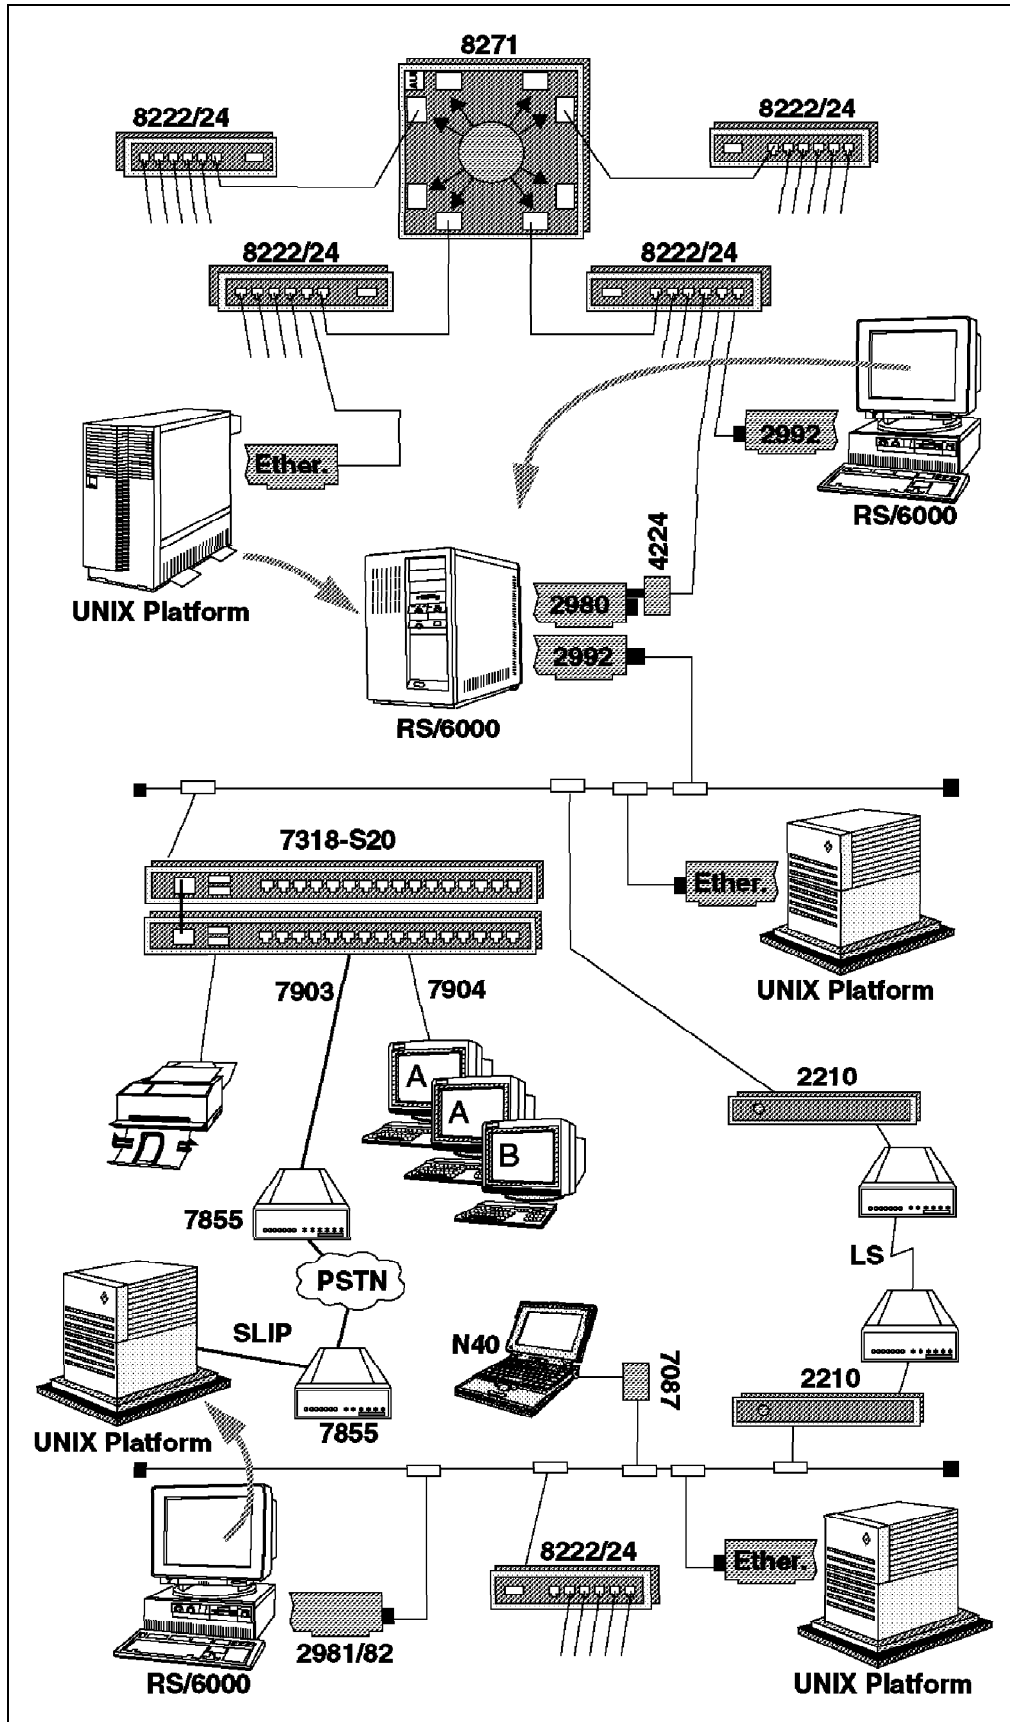 8271
AUI
8222/24
8222/24
8222/24
8222/24
2992
Ether.
RS/6000
4224
UNIX Platform
2980
2992
RS/6000
7318-S20
Ether.
7903
7904
UNIX Platform
A
A
B
2210
7855
LS
PSTN
SLIP
N40
7087
2210
7855
UNIX Platform
8222/24
Ether.
2981/82
RS/6000
UNIX Platform